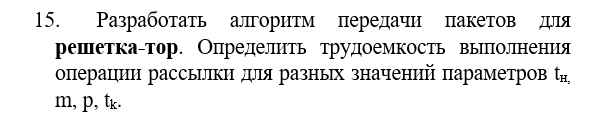 15. Разработать алгоритм передачи пакетов для
решетка-тор. Определить трудоемкость выполнения
операции рассылки для разных значений параметров tн,
m, p, tk.